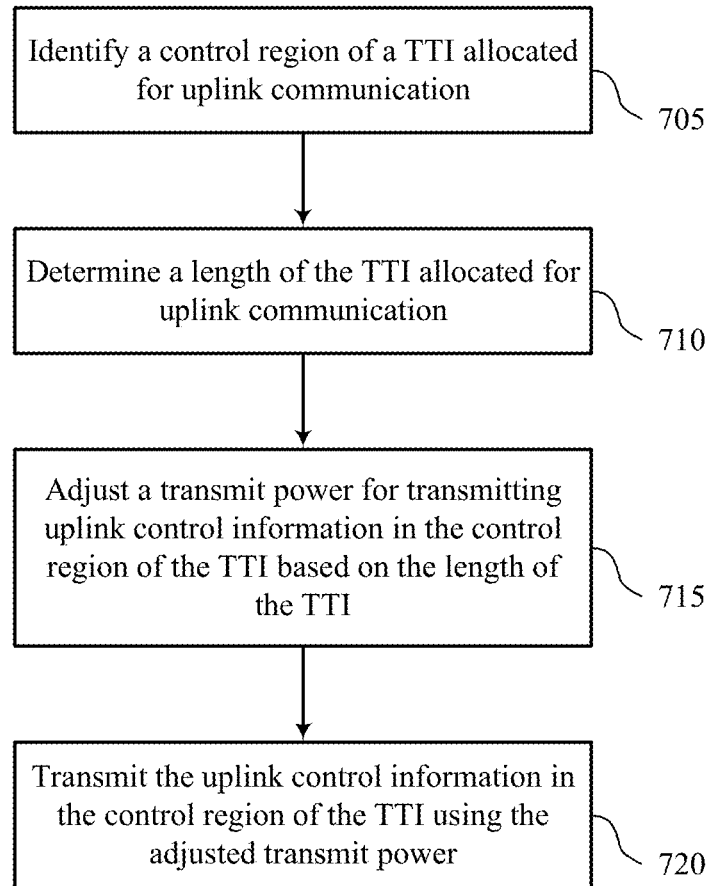 Identify a control region of a TTI allocated
for uplink communication
705
Determine a length of the TTI allocated for
uplink communication
710
Adjust a transmit power for transmitting
uplink control information in the control
region of the TTI based on the length of
the TTI
715
Transmit the uplink control information in
the control region of the TTI using the
adjusted transmit power
720